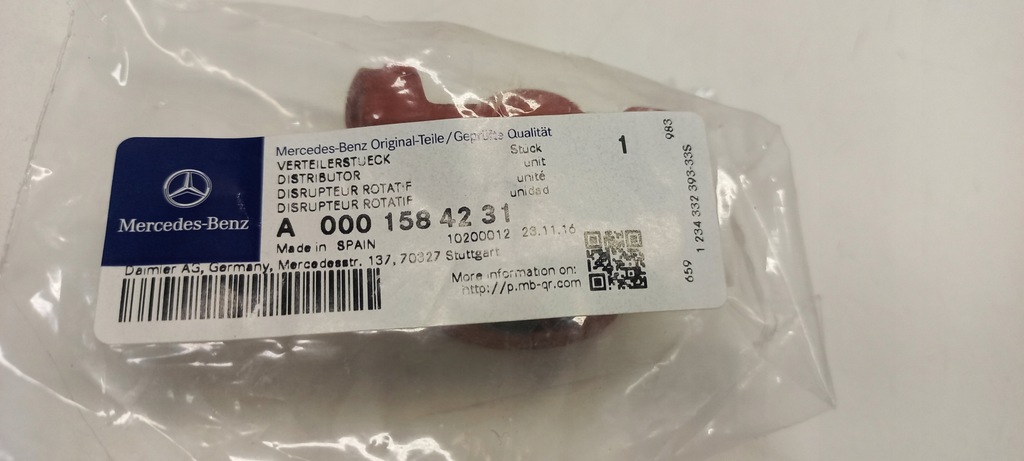 Mercedes-Benz
Mercedes-Benz Original-Teile/Geprüfte Qualität
VERTEILERSTUECK
DISTRIBUTOR
DISRUPTEUR ROTATIF
DISRUPTEUR ROTATIF
Stück
unit
unité
unidad
1
A 000 158 42 31
Made in SPAIN
10200012 23.11.16
Daimler AG, Germany, Mercedesstr. 137, 70327 Stuttgart
More information on:
http://p.mb-qr.com
983
659 1 234 332 393-33S